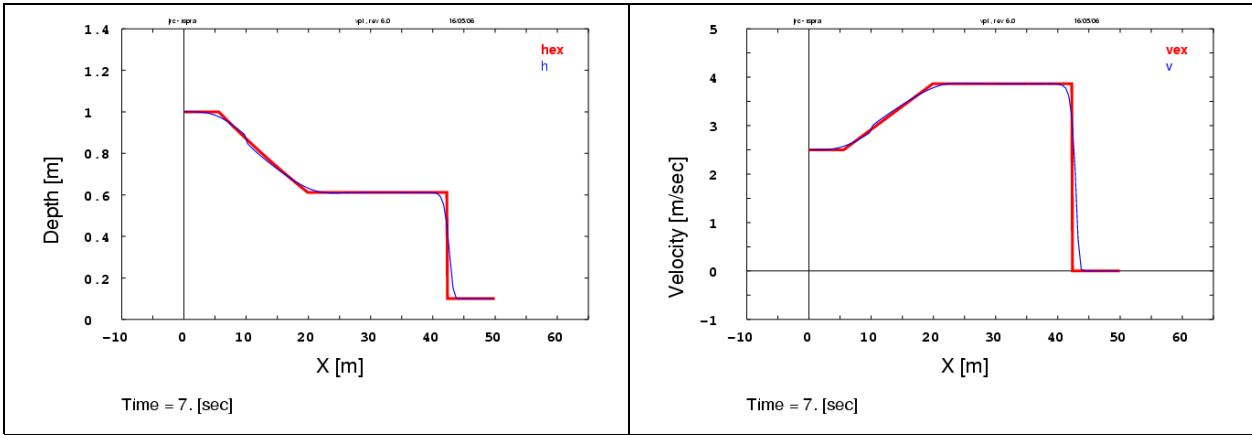 jrc-ispra vpl, rev 6.0 16/05/06
1.4
1.2
1
0.8
0.6
0.4
0.2
0
Depth [m]
hex
h
-10 0 10 20 30 40 50 60
X [m]
Time = 7. [sec]
jrc-ispra vpl, rev 6.0 16/05/06
5
4
3
2
1
0
-1
Velocity [m/sec]
vex
v
-10 0 10 20 30 40 50 60
X [m]
Time = 7. [sec]